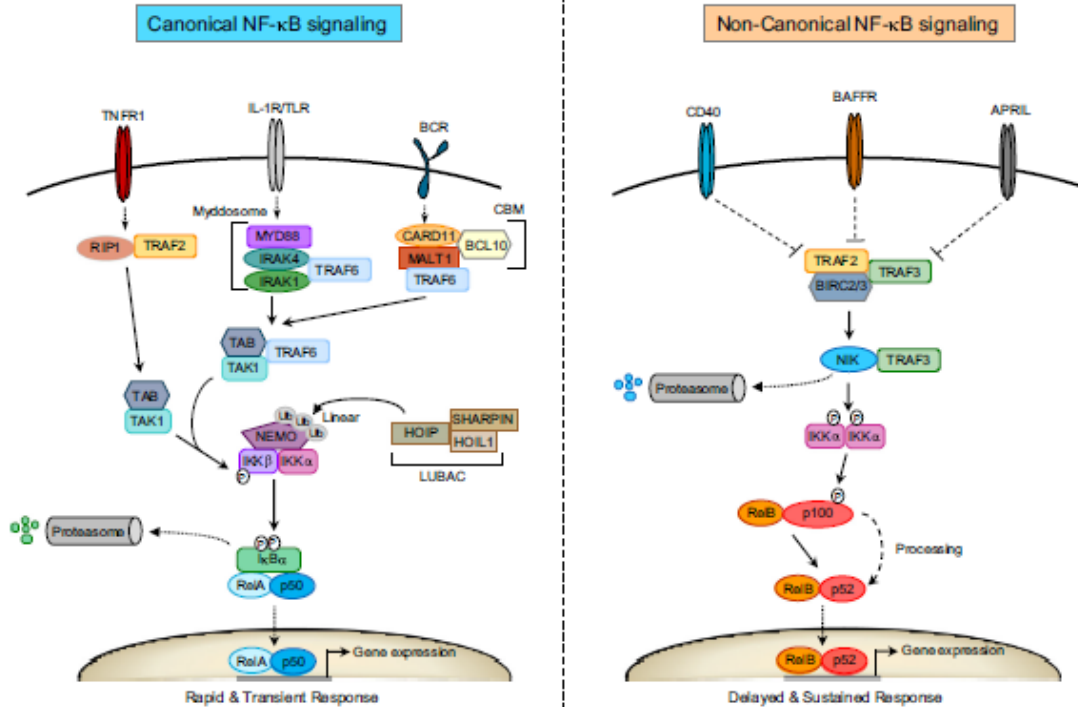 Canonical NF-κB signaling
TNFR1
IL-1R/TLR
BCR
Myddosome
CBM
RIP1
TRAF2
MYD88
IRAK4
IRAK1
TRAF6
CARD11
BCL10
MALT1
TRAF6
TAB
TAK1
TRAF6
TAB
TAK1
Ub
Ub
Ub
Linear
NEMO
IKKβ
IKKα
P
HOIP
SHARPIN
HOIL1
LUBAC
Proteasome
P
P
IκBα
RelA
p50
RelA
p50
Gene expression
Rapid & Transient Response
Non-Canonical NF-κB signaling
CD40
BAFFR
APRIL
TRAF2
TRAF3
BIRC2/3
NIK
TRAF3
Proteasome
P
P
IKKα
IKKα
P
RelB
p100
Processing
RelB
p52
RelB
p52
Gene expression
Delayed & Sustained Response